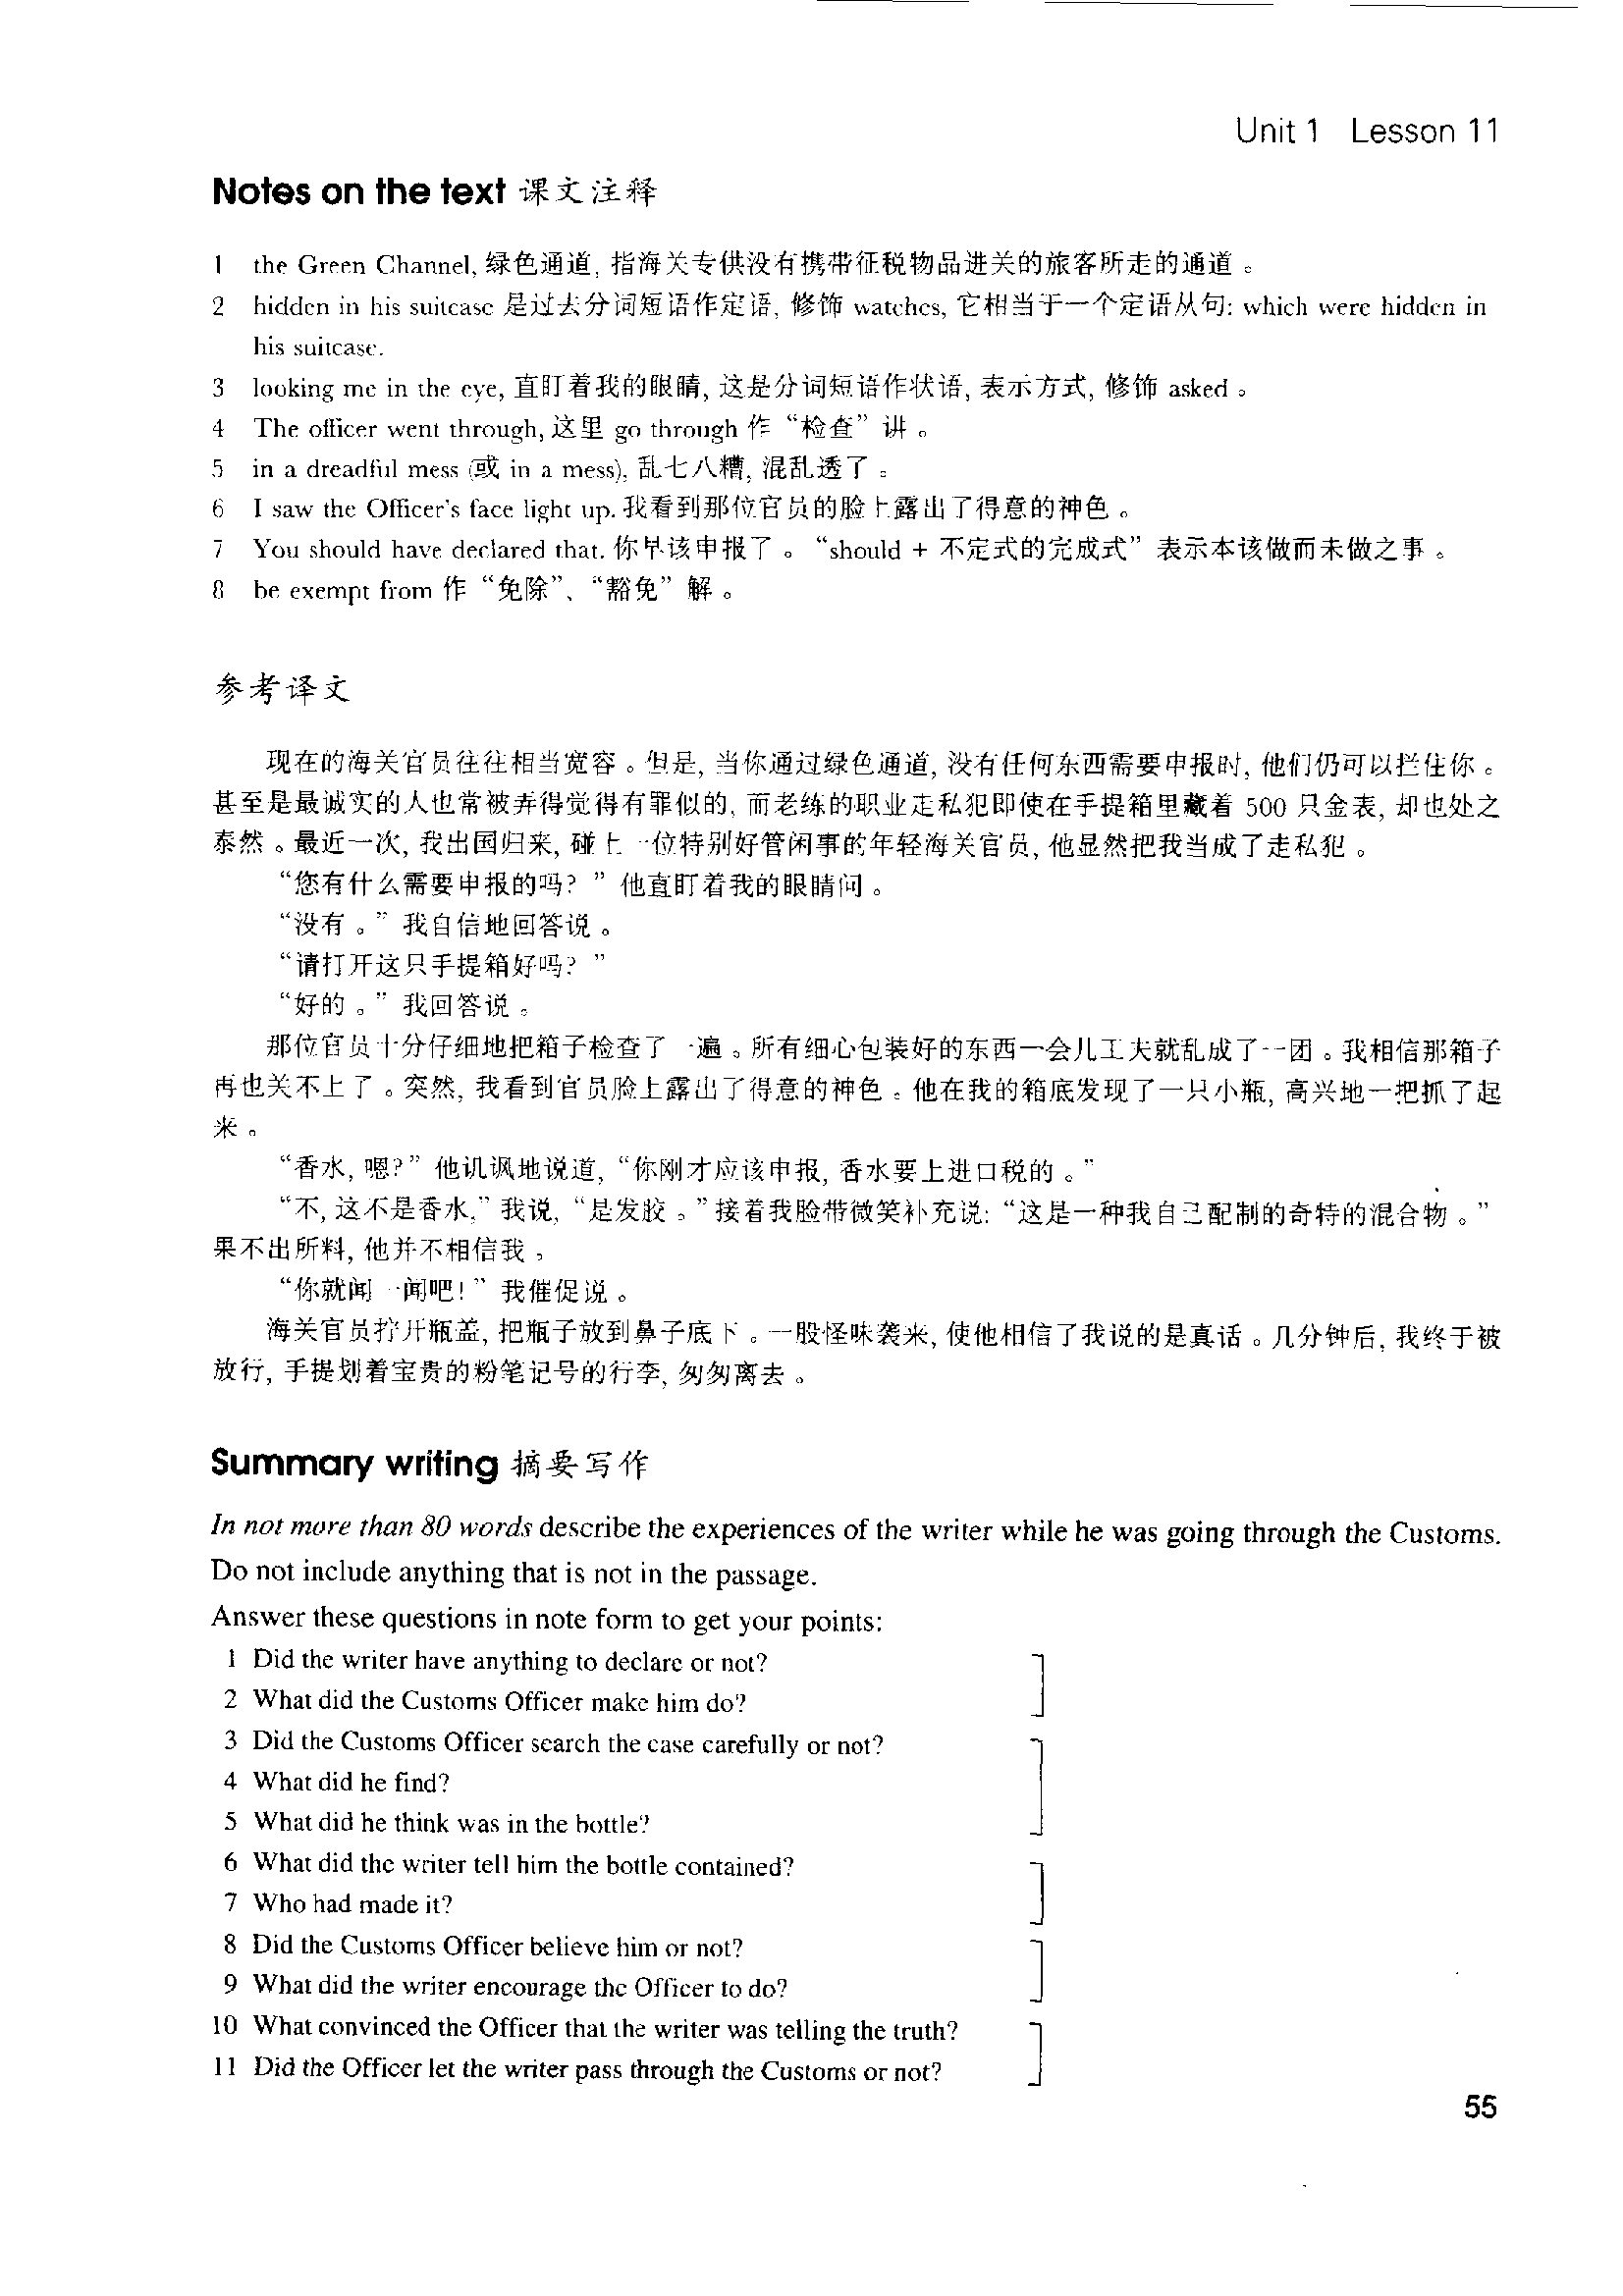 Unit 1 Lesson 11
Notes on the text 课文注释
1 the Green Channel, 绿色通道, 指海关专供没有携带征税物品进关的旅客所走的通道。
2 hidden in his suitcase 是过去分词短语作定语, 修饰 watches, 它相当于一个定语从句: which were hidden in
his suitcase.
3 looking me in the eye, 直盯着我的眼睛, 这是分词短语作状语, 表示方式, 修饰 asked。
4 The officer went through, 这里 go through 作 “检查” 讲。
5 in a dreadful mess (或 in a mess), 乱七八糟, 混乱透了。
6 I saw the Officer's face light up. 我看到那位官员的脸上露出了得意的神色。
7 You should have declared that. 你早该申报了。“should + 不定式的完成式” 表示本该做而未做之事。
8 be exempt from 作 “免除”、“豁免” 解。
参考译文
现在的海关官员往往相当宽容。但是, 当你通过绿色通道, 没有任何东西需要申报时, 他们仍可以拦住你。
甚至是最诚实的人也常被弄得觉得有罪似的, 而老练的职业走私犯即使在手提箱里藏着 500 只金表, 却也处之
泰然。最近一次, 我出国归来, 碰上一位特别好管闲事的年轻海关官员, 他显然把我当成了走私犯。
“您有什么需要申报的吗? ” 他直盯着我的眼睛问。
“没有。” 我自信地回答说。
“请打开这只手提箱好吗? ”
“好的。” 我回答说。
那位官员十分仔细地把箱子检查了一遍。所有细心包装好的东西一会儿工夫就乱成了一团。我相信那箱子
再也关不上了。突然, 我看到官员脸上露出了得意的神色。他在我的箱底发现了一只小瓶, 高兴地一把抓了起
来。
“香水, 嗯?” 他讥讽地说道, “你刚才应该申报, 香水要上进口税的。”
“不, 这不是香水,” 我说, “是发胶。” 接着我脸带微笑补充说: “这是一种我自己配制的奇特的混合物。”
果不出所料, 他并不相信我。
“你就闻一闻吧! ” 我催促说。
海关官员拧开瓶盖, 把瓶子放到鼻子底下。一股怪味袭来, 使他相信了我说的是真话。几分钟后, 我终于被
放行, 手提划着宝贵的粉笔记号的行李, 匆匆离去。
Summary writing 摘要写作
In not more than 80 words describe the experiences of the writer while he was going through the Customs.
Do not include anything that is not in the passage.
Answer these questions in note form to get your points:
1 Did the writer have anything to declare or not?
2 What did the Customs Officer make him do?
3 Did the Customs Officer search the case carefully or not?
4 What did he find?
5 What did he think was in the bottle?
6 What did the writer tell him the bottle contained?
7 Who had made it?
8 Did the Customs Officer believe him or not?
9 What did the writer encourage the Officer to do?
10 What convinced the Officer that the writer was telling the truth?
11 Did the Officer let the writer pass through the Customs or not?
55